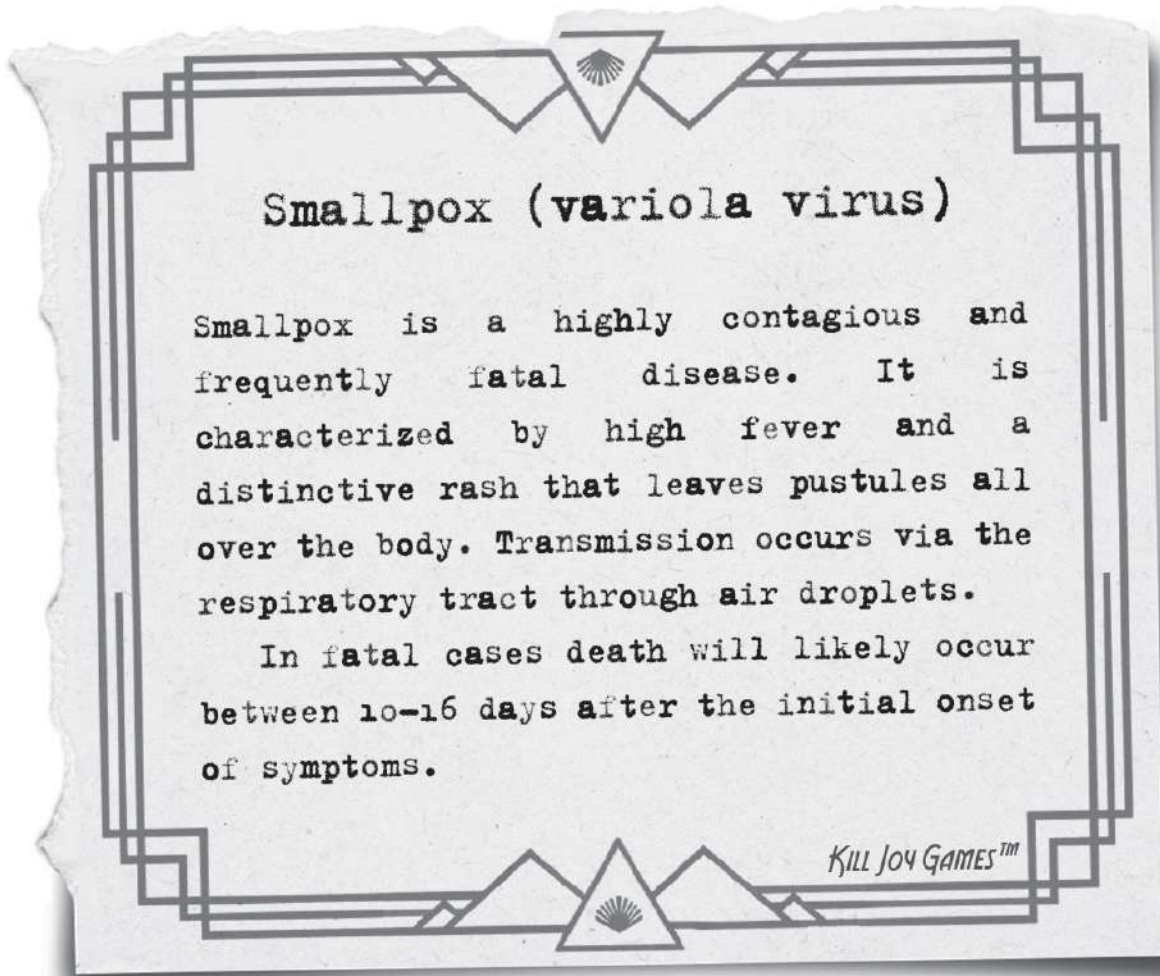 Smallpox (variola virus)
Smallpox is a highly contagious and
frequently fatal disease. It is
characterized by high fever and a
distinctive rash that leaves pustules all
over the body. Transmission occurs via the
respiratory tract through air droplets.
In fatal cases death will likely occur
between 10-16 days after the initial onset
of symptoms.
KILL JOY GAMES™